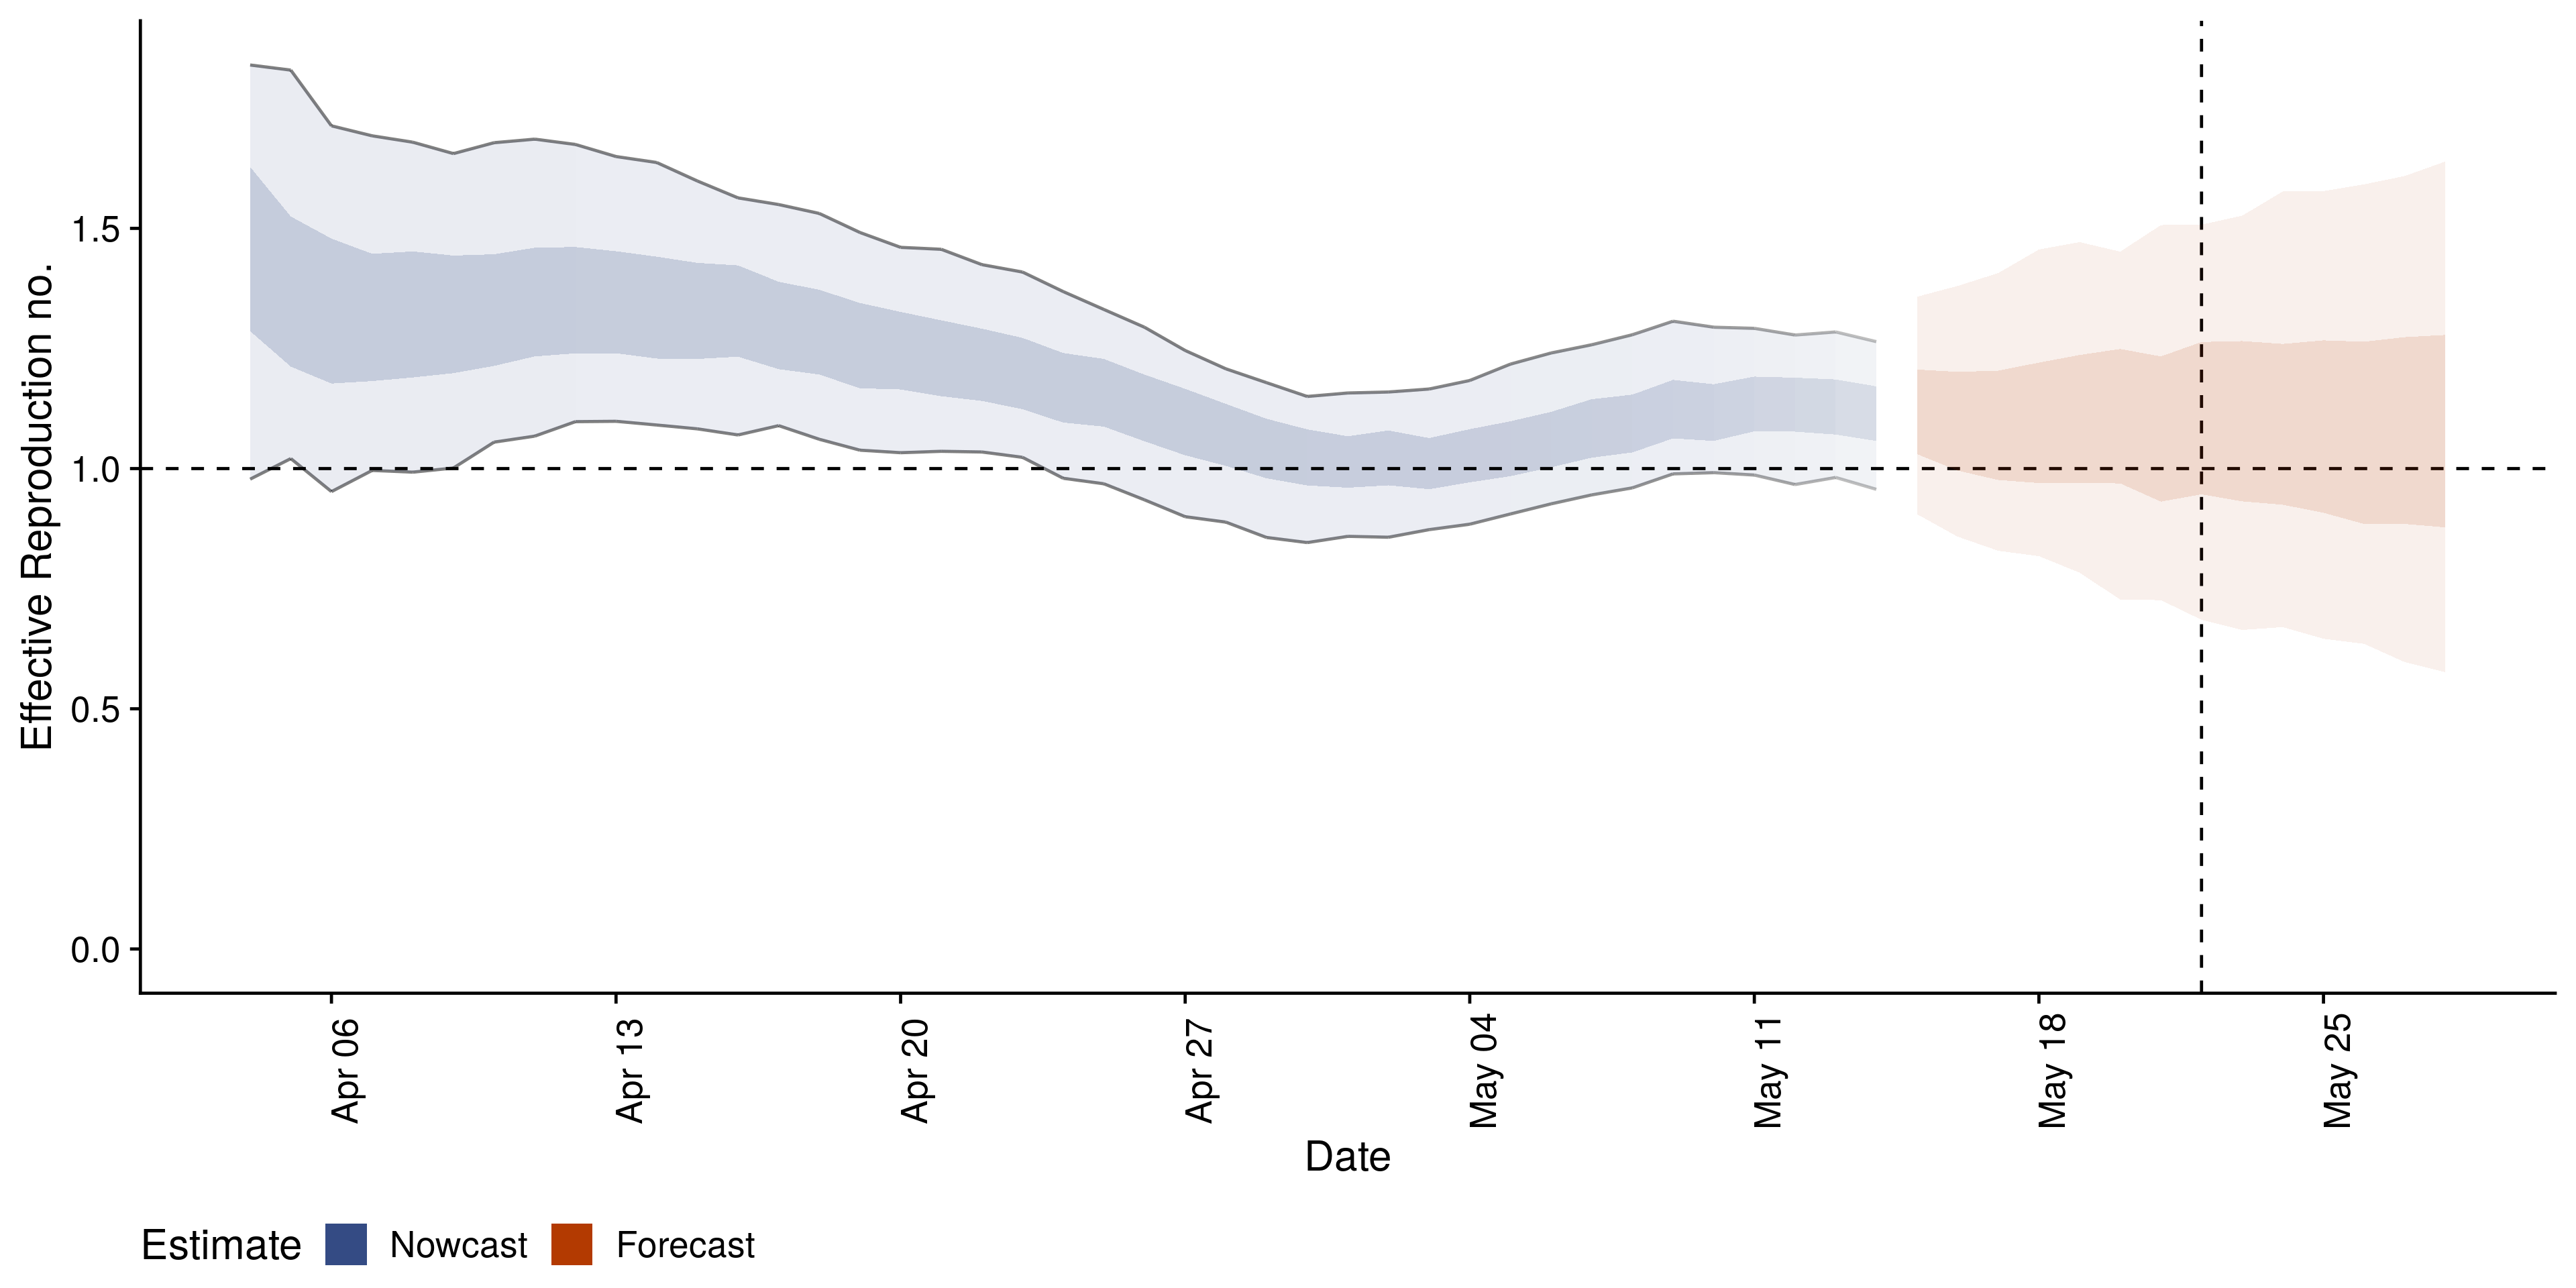 Effective Reproduction no.
1.5
1.0
0.5
0.0
Apr 06
Apr 13
Apr 20
Apr 27
May 04
May 11
May 18
May 25
Date
Estimate Nowcast Forecast